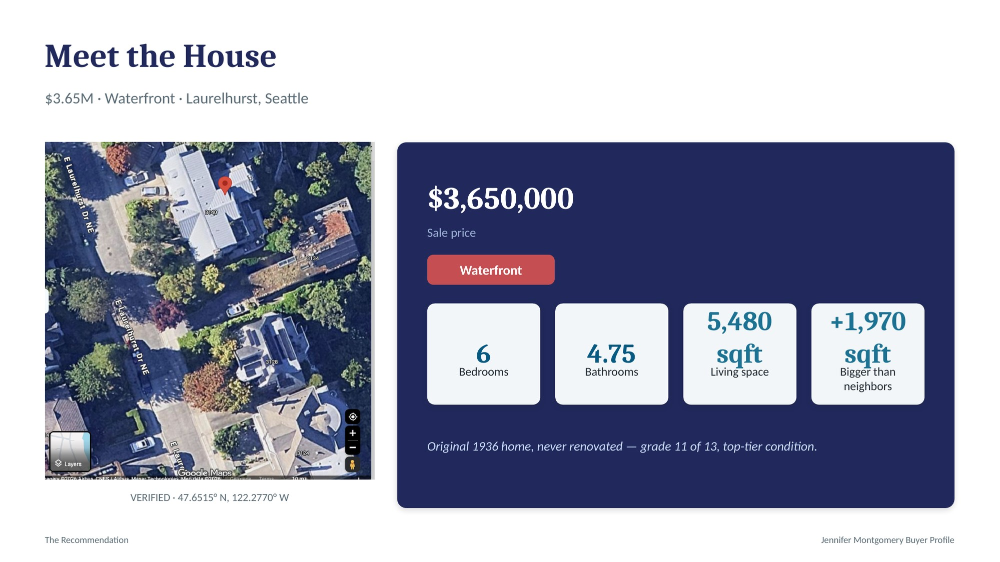 Meet the House
$3.65M · Waterfront · Laurelhurst, Seattle
E Laurelhurst Dr NE
3140
3134
E Laurelhurst Dr NE
3128
3124
E Laur
Layers
Google Maps
Imagery ©2026 Airbus, CNES / Airbus, Maxar Technologies, Map data ©2026 Germany Terms 10 m
VERIFIED · 47.6515° N, 122.2770° W
$3,650,000
Sale price
Waterfront
6
Bedrooms
4.75
Bathrooms
5,480
sqft
Living space
+1,970
sqft
Bigger than
neighbors
Original 1936 home, never renovated — grade 11 of 13, top-tier condition.
The Recommendation
Jennifer Montgomery Buyer Profile